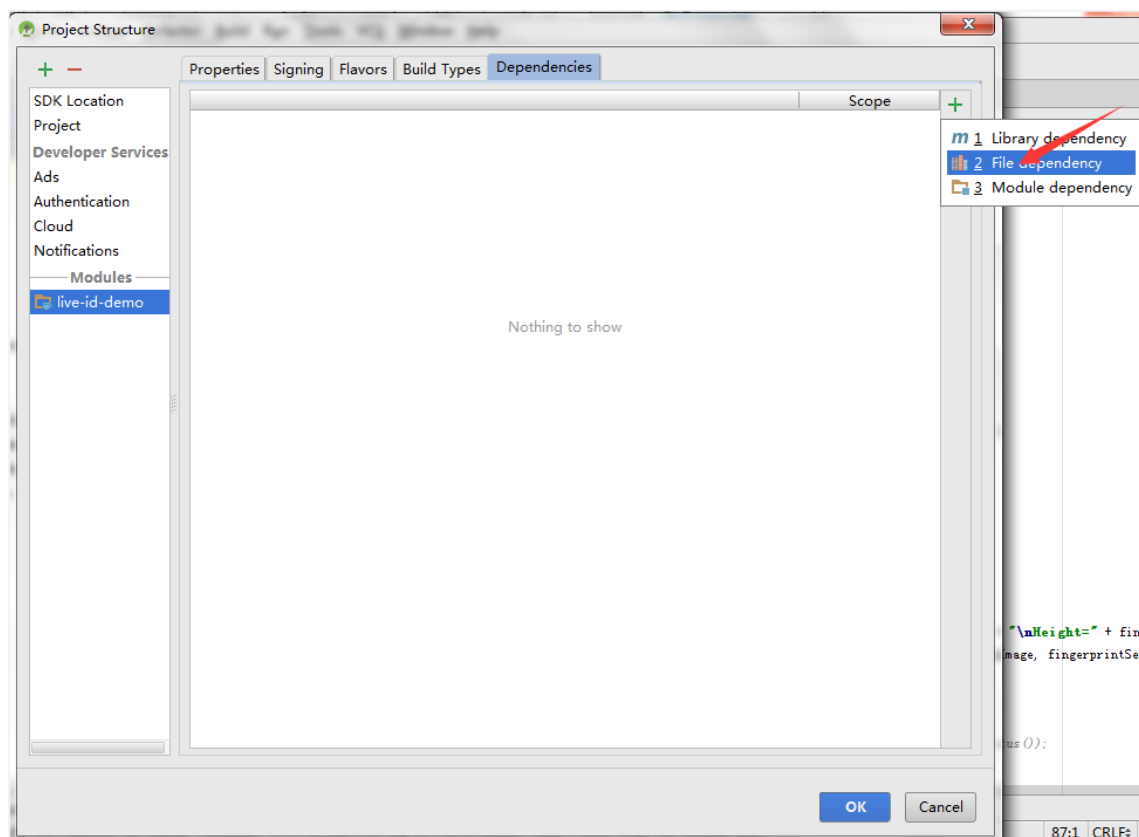 Project Structure
Properties Signing Flavors Build Types Dependencies
SDK Location
Project
Developer Services
Ads
Authentication
Cloud
Notifications
Modules
live-id-demo
Scope
1 Library dependency
2 File dependency
3 Module dependency
Nothing to show
"\nHeight=" + fin
mage, fingerprintSe
us();
OK
Cancel
87:1 CRLF